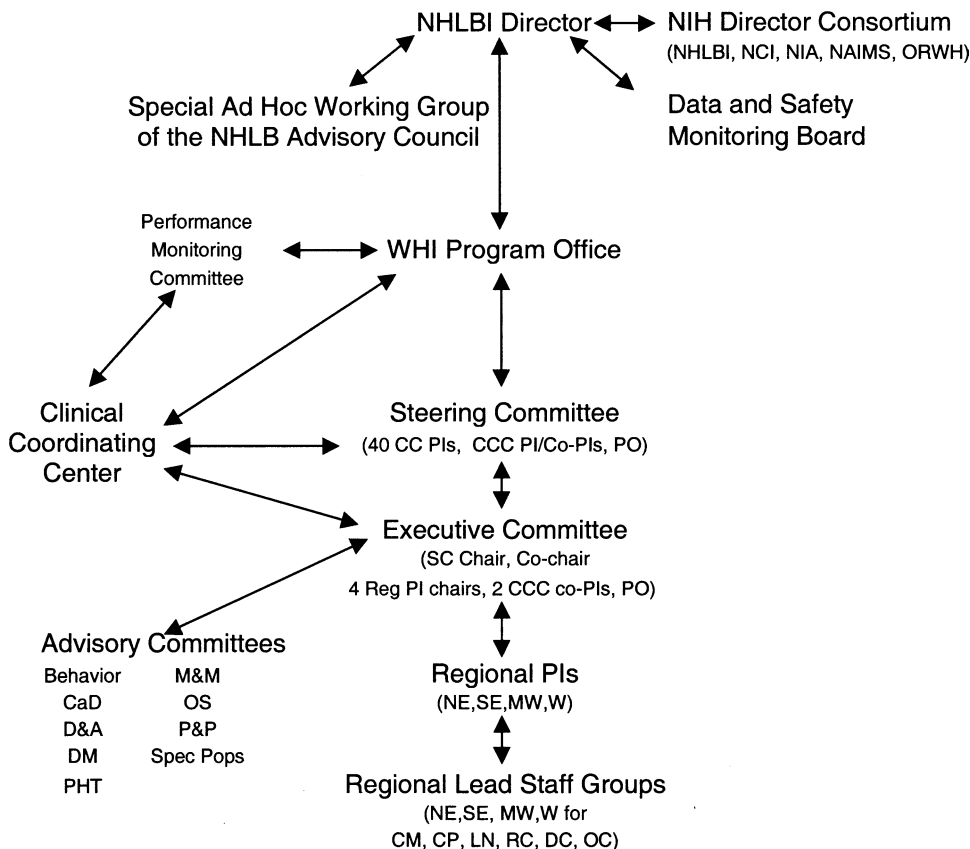 NHLBI Director
NIH Director Consortium
(NHLBI, NCI, NIA, NAIMS, ORWH)
Special Ad Hoc Working Group
of the NHLB Advisory Council
Data and Safety
Monitoring Board
Performance
Monitoring
Committee
WHI Program Office
Clinical
Coordinating
Center
Steering Committee
(40 CC PIs, CCC PI/Co-PIs, PO)
Executive Committee
(SC Chair, Co-chair
4 Reg PI chairs, 2 CCC co-PIs, PO)
Advisory Committees
Behavior
CaD
D&A
DM
PHT
M&M
OS
P&P
Spec Pops
Regional PIs
(NE,SE,MW,W)
Regional Lead Staff Groups
(NE,SE, MW,W for
CM, CP, LN, RC, DC, OC)